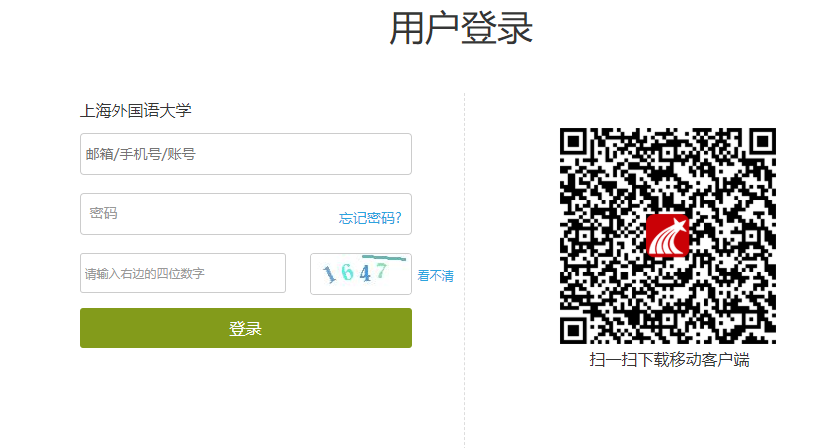 用户登录
上海外国语大学
邮箱/手机号/账号
密码
忘记密码?
请输入右边的四位数字
1647
看不清
登录
扫一扫下载移动客户端